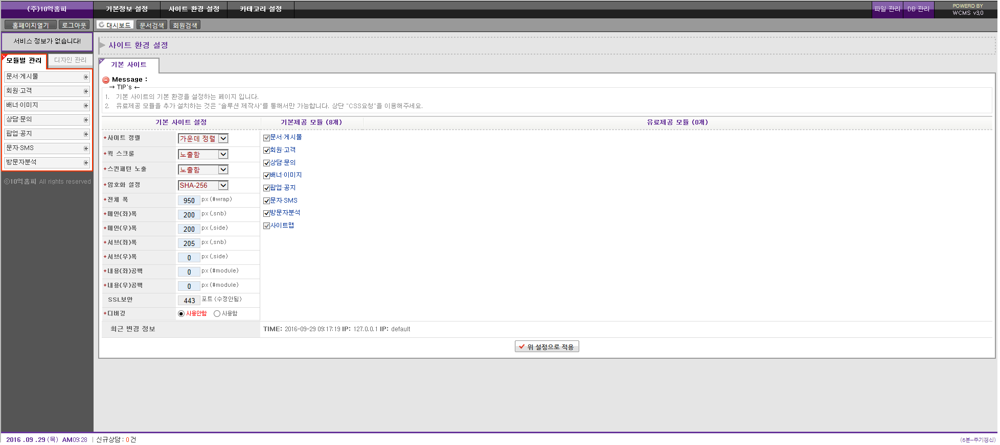 (주)10억홈피 기본정보 설정 사이트 환경 설정 카테고리 설정 파일 관리 DB 관리 POWERD BY
WCMS v3.0
홈페이지열기 로그아웃 대시보드 문서검색 회원검색
서비스 정보가 없습니다!
모듈별 관리 디자인 관리
문서·게시물
회원·고객
배너·이미지
상담·문의
팝업·공지
문자·SMS
방문자분석
ⓒ10억홈피 All rights reserved
사이트 환경 설정
기본 사이트
Message :
→ TIP's ←
1. 기본 사이트의 기본 환경을 설정하는 페이지 입니다.
2. 유료제공 모듈을 추가 설치하는 것은 "솔루션 제작사"를 통해서만 가능합니다. 상단 "CSS요청"을 이용해주세요.
기본 사이트 설정 기본제공 모듈 (8개) 유료제공 모듈 (0개)
*사이트 정렬 가운데 정렬
*퀵 스크롤 노출함
*스킨패턴 노출 노출함
*암호화 설정 SHA-256
*전체 폭 950 px (#wrap)
*메인(좌)폭 200 px (.snb)
*메인(우)폭 200 px (.side)
*서브(좌)폭 205 px (.snb)
*서브(우)폭 0 px (.side)
*내용(좌)공백 0 px (#module)
*내용(우)공백 0 px (#module)
SSL보안 443 포트 (수정안됨)
*디버깅 사용안함 사용함
문서·게시물
회원·고객
상담·문의
배너·이미지
팝업·공지
문자·SMS
방문자분석
사이트맵
최근 변경 정보 TIME: 2016-09-29 09:17:19 IP: 127.0.0.1 IP: default
위 설정으로 적용
2016 .09 .29 (목) AM09:28 | 신규상담 : 0 건 (6분-주기갱신)